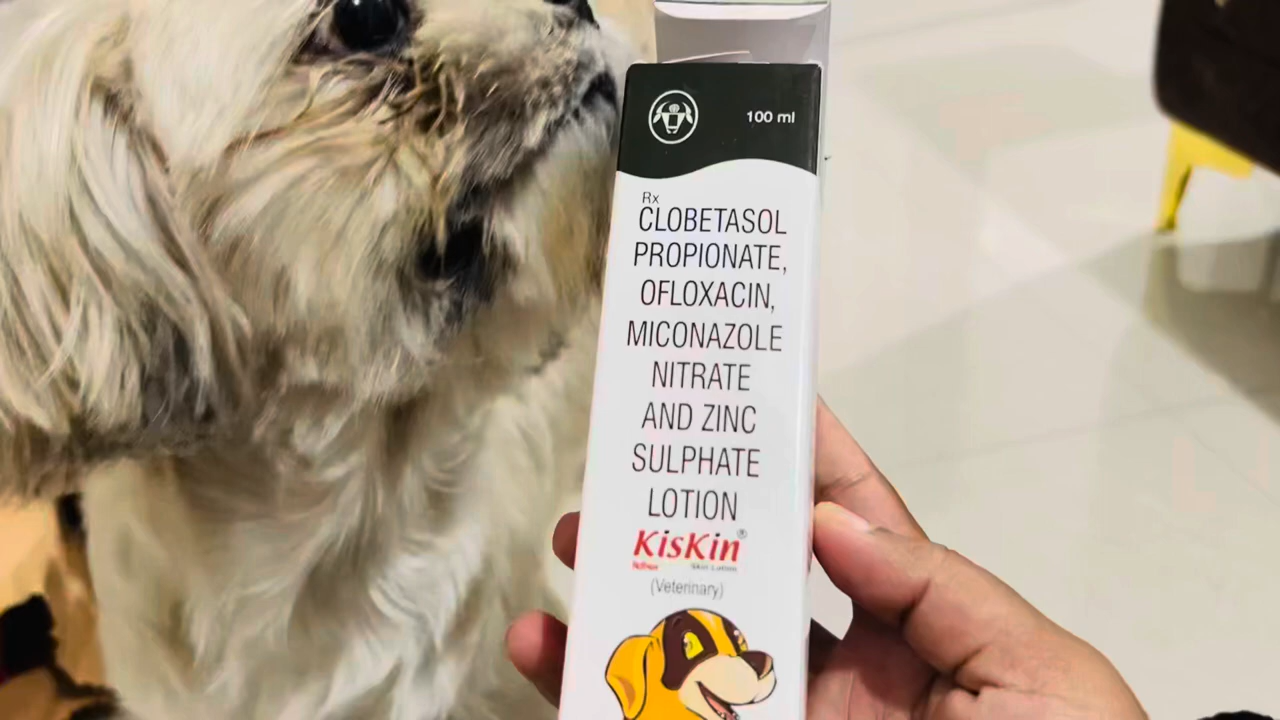 100 ml
Rx
CLOBETASOL
PROPIONATE,
OFLOXACIN,
MICONAZOLE
NITRATE
AND ZINC
SULPHATE
LOTION
KisKin®
Skin Lotion
(Veterinary)